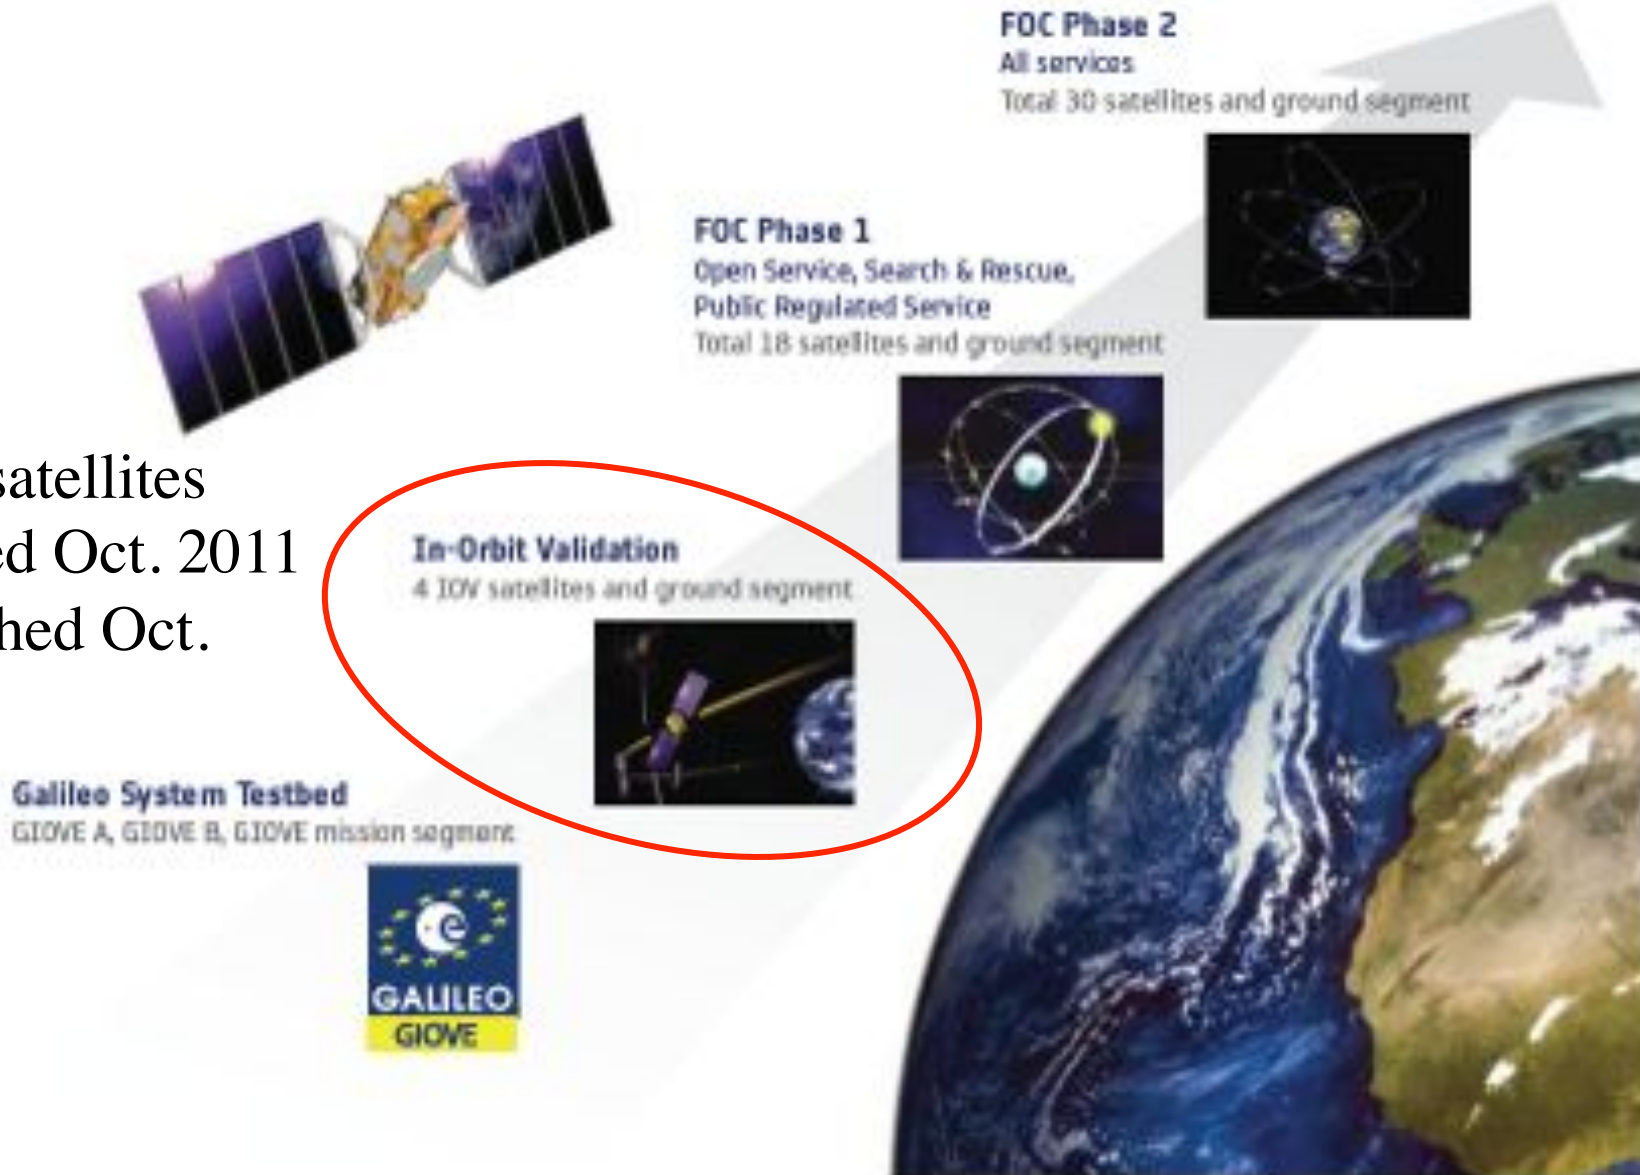 FOC Phase 2
All services
Total 30 satellites and ground segment
FOC Phase 1
Open Service, Search & Rescue,
Public Regulated Service
Total 18 satellites and ground segment
satellites
ed Oct. 2011
hed Oct.
In-Orbit Validation
4 IOV satellites and ground segment
Galileo System Testbed
GIOVE A, GIOVE B, GIOVE mission segment
e
GALILEO
GIOVE